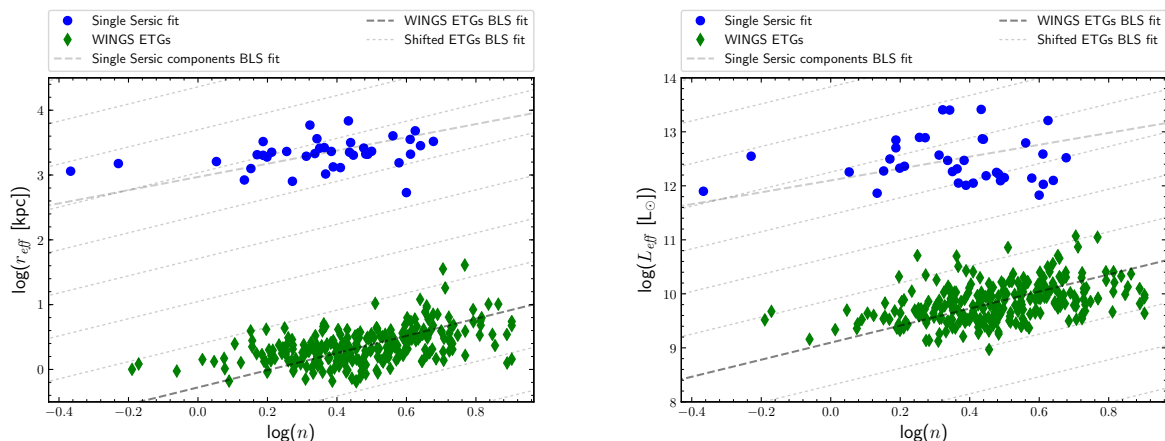 Single Sersic fit
WINGS ETGs
Single Sersic components BLS fit
WINGS ETGs BLS fit
Shifted ETGs BLS fit
log(r_eff [kpc])
4
3
2
1
0
−0.4 −0.2 0.0 0.2 0.4 0.6 0.8
log(n)
Single Sersic fit
WINGS ETGs
Single Sersic components BLS fit
WINGS ETGs BLS fit
Shifted ETGs BLS fit
log(L_eff [L⊙])
14
13
12
11
10
9
8
−0.4 −0.2 0.0 0.2 0.4 0.6 0.8
log(n)